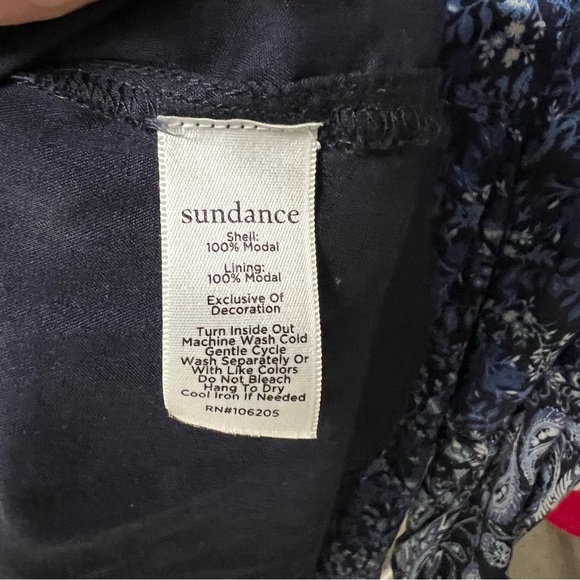 sundance
Shell:
100% Modal
Lining:
100% Modal
Exclusive Of
Decoration
Turn Inside Out
Machine Wash Cold
Gentle Cycle
Wash Separately Or
With Like Colors
Do Not Bleach
Hang To Dry
Cool Iron If Needed
RN#106205